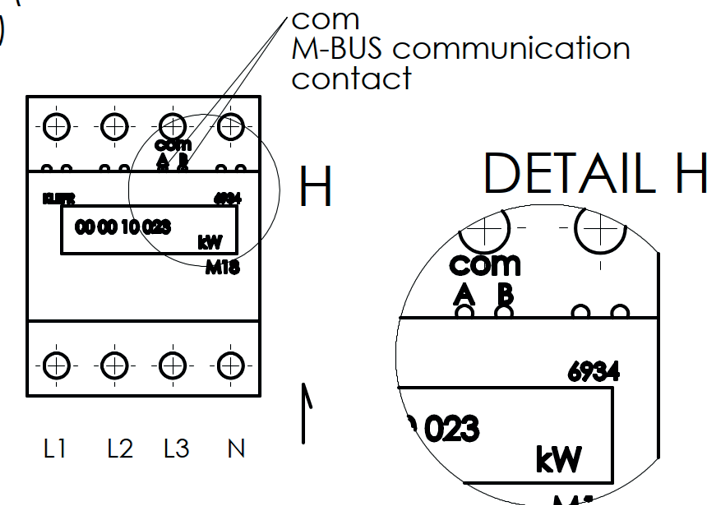 com
M-BUS communication
contact
com
A B
H
6934
00 00 10 023
kW
M18
L1 L2 L3 N
DETAIL H
com
A B
6934
023
kW